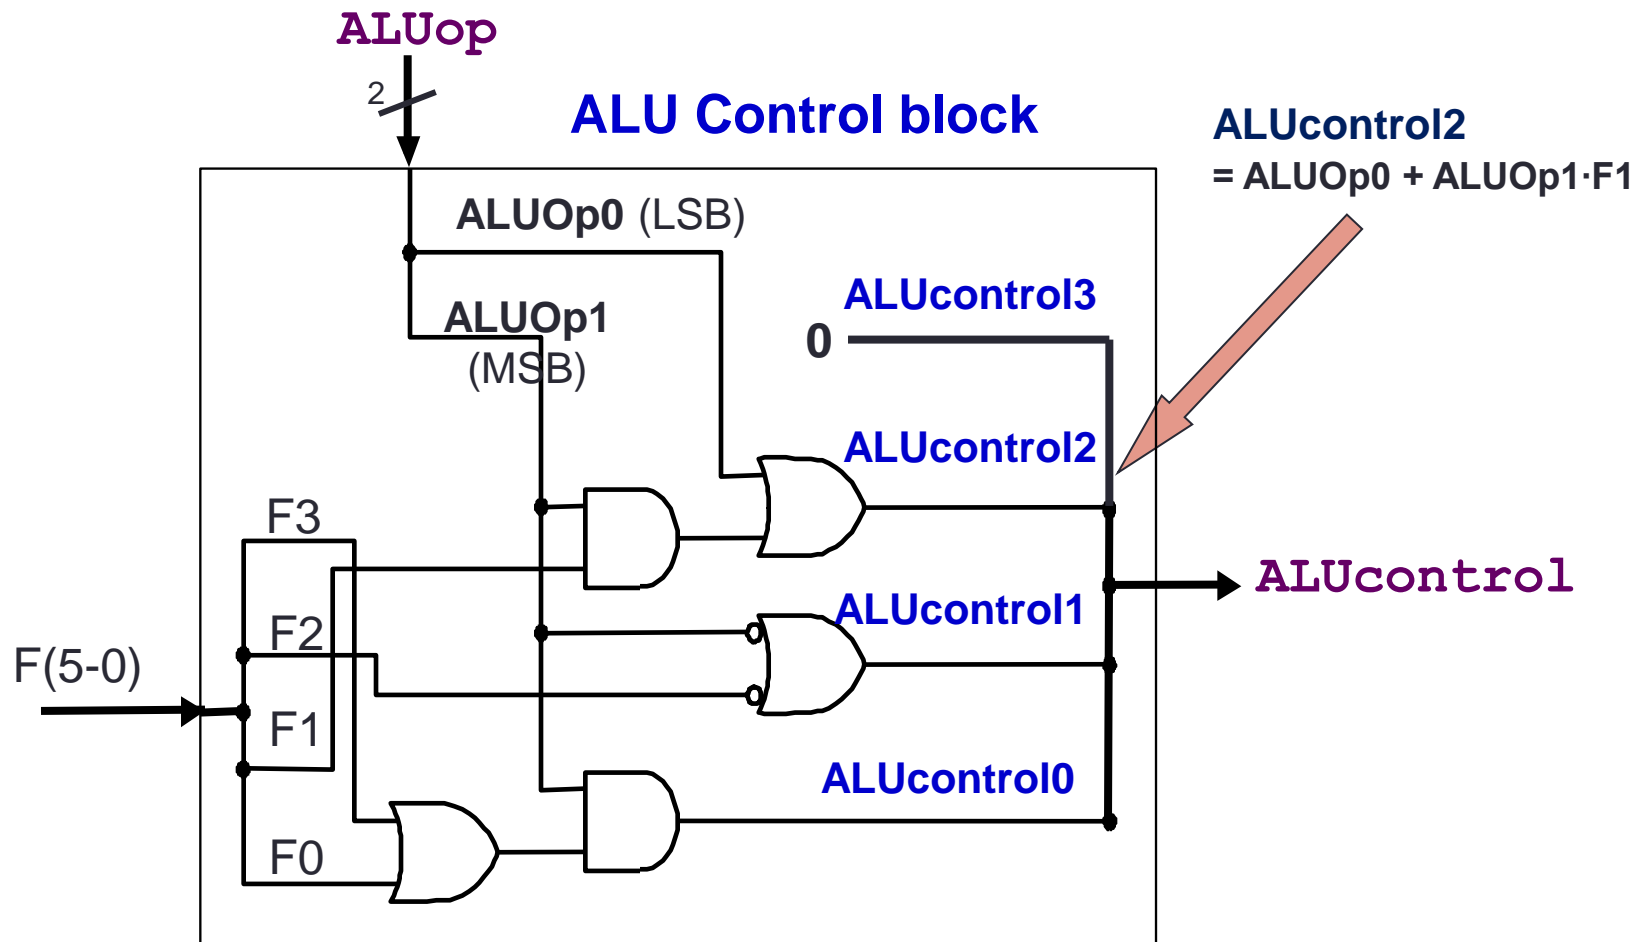 ALUop
2
ALU Control block
ALUcontrol2
= ALUOp0 + ALUOp1·F1
ALUOp0 (LSB)
ALUOp1
(MSB)
ALUcontrol3
0
ALUcontrol2
F3
ALUcontrol
ALUcontrol1
F2
F(5-0)
F1
ALUcontrol0
F0